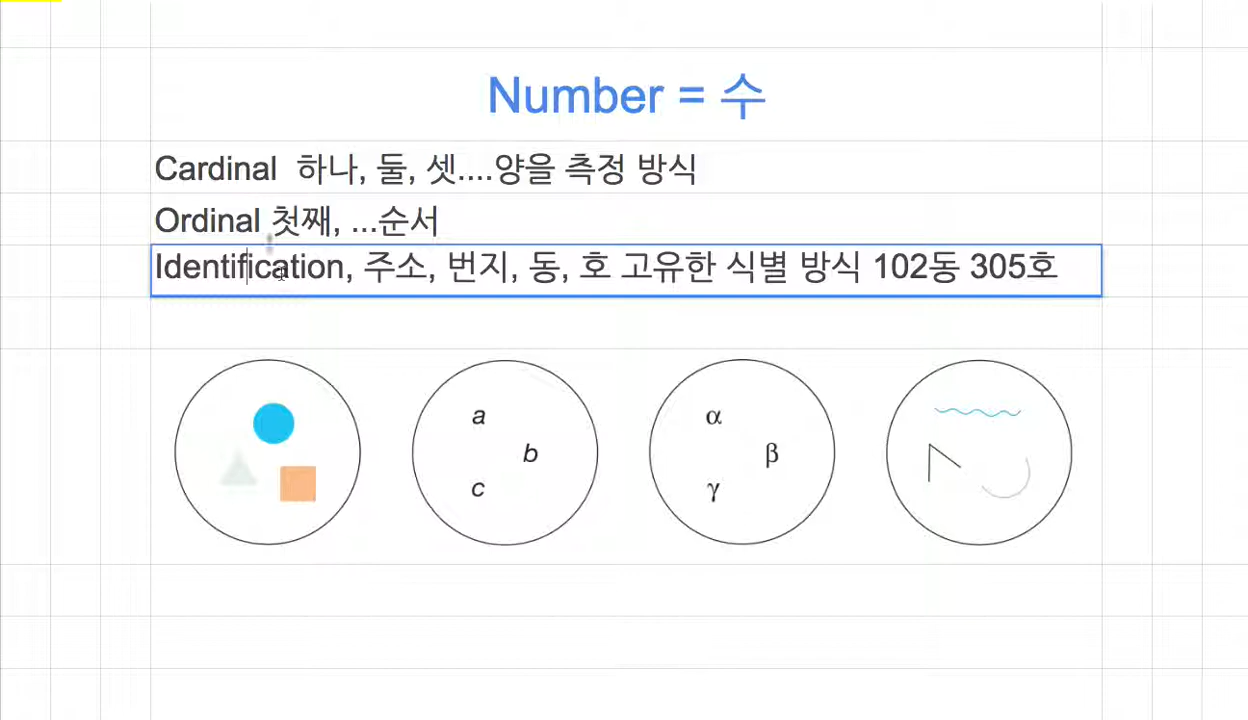 Number = 수
Cardinal 하나, 둘, 셋....양을 측정 방식
Ordinal 첫째, ...순서
Identification, 주소, 번지, 동, 호 고유한 식별 방식 102동 305호
a
b
c
α
β
γ